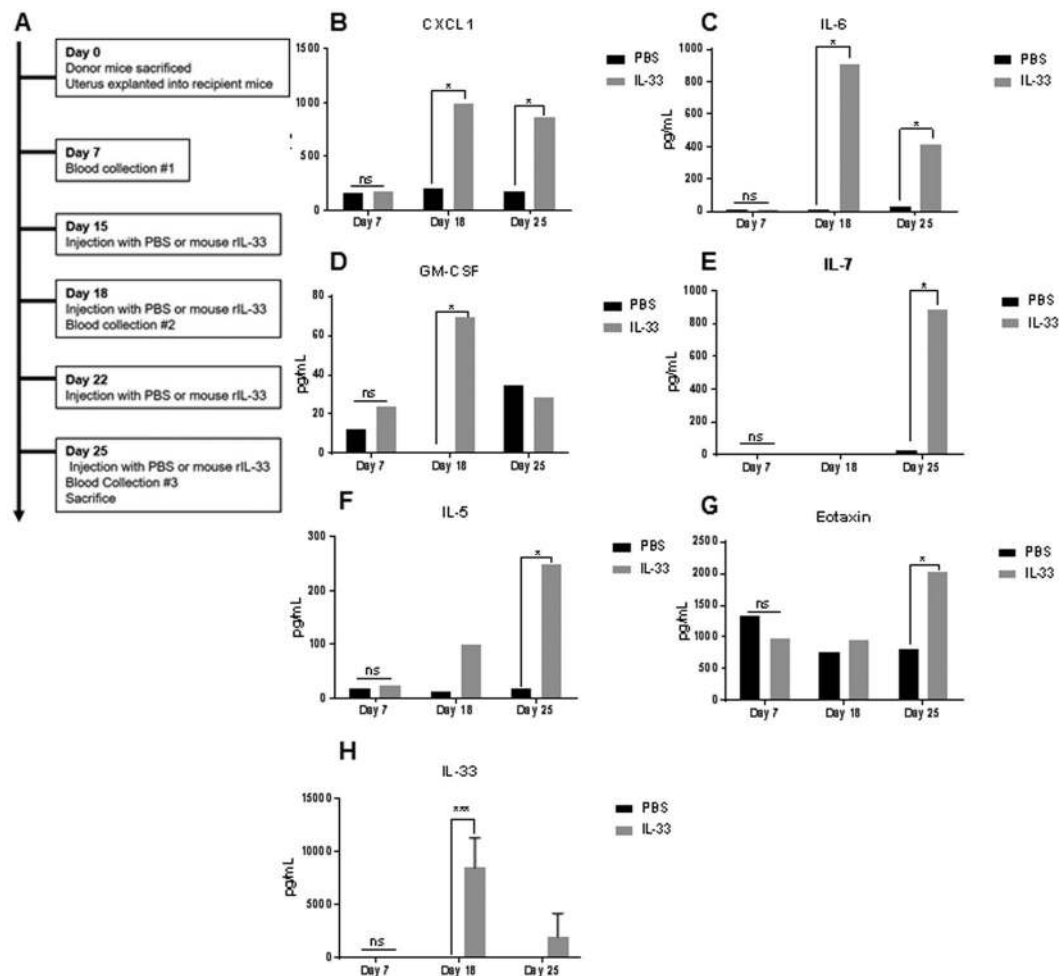 A
Day 0
Donor mice sacrificed
Uterus explanted into recipient mice
Day 7
Blood collection #1
Day 15
Injection with PBS or mouse rIL-33
Day 18
Injection with PBS or mouse rIL-33
Blood collection #2
Day 22
Injection with PBS or mouse rIL-33
Day 25
Injection with PBS or mouse rIL-33
Blood Collection #3
Sacrifice
B
CXCL1
1500
1000
500
0
ns
*
*
Day 7 Day 18 Day 25
PBS
IL-33
C
IL-6
pg/mL
1000
800
600
400
200
0
ns
*
*
Day 7 Day 18 Day 25
PBS
IL-33
D
GM-CSF
pg/mL
80
60
40
20
0
ns
*
Day 7 Day 18 Day 25
PBS
IL-33
E
IL-7
pg/mL
1000
800
600
400
200
0
ns
*
Day 7 Day 18 Day 25
PBS
IL-33
F
IL-5
pg/mL
300
200
100
0
ns
*
Day 7 Day 18 Day 25
PBS
IL-33
G
Eotaxin
pg/mL
2500
2000
1500
1000
500
0
ns
*
Day 7 Day 18 Day 25
PBS
IL-33
H
IL-33
pg/mL
15000
10000
5000
0
ns
***
Day 7 Day 18 Day 25
PBS
IL-33